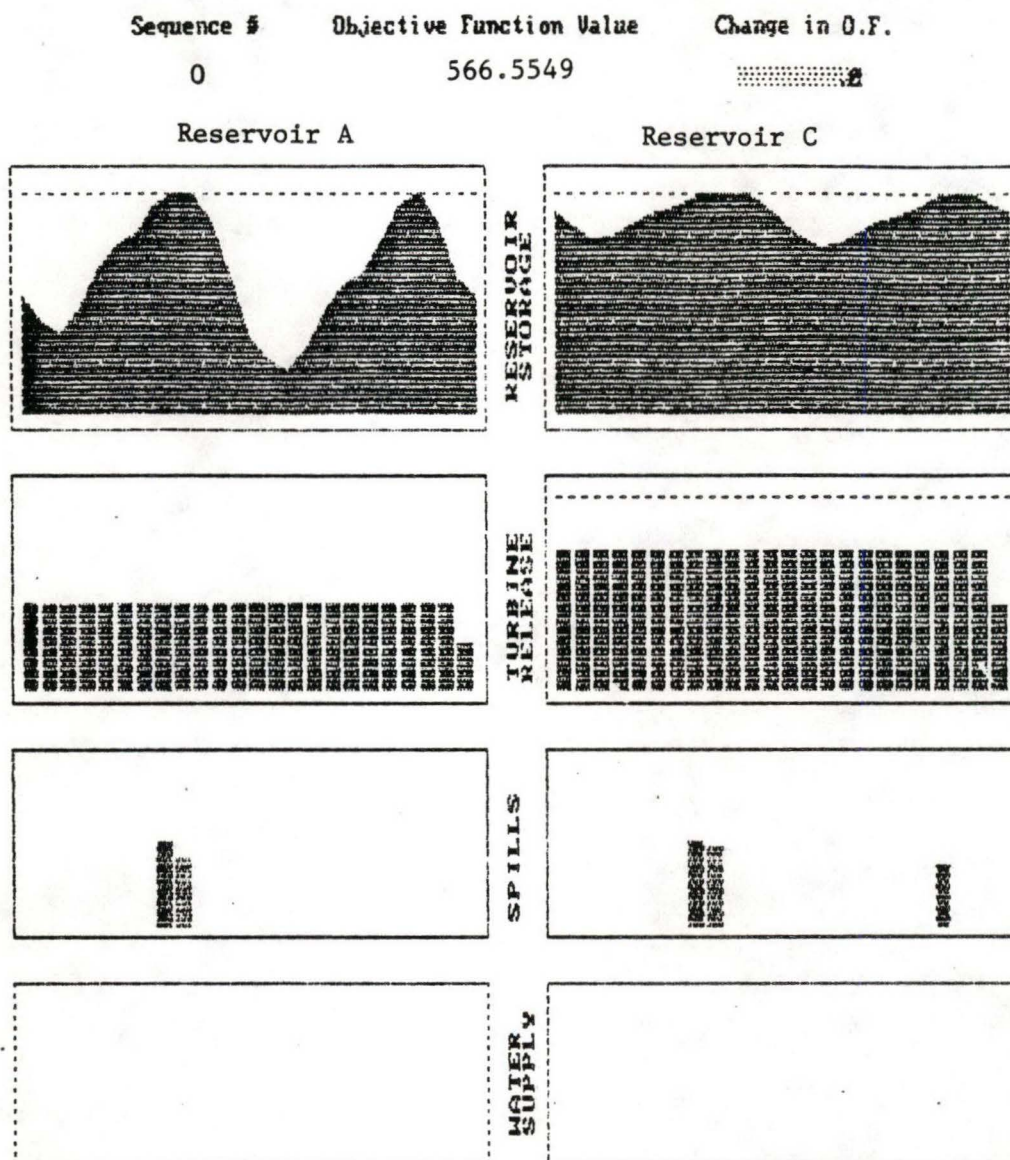 Sequence # Objective Function Value Change in O.F.
0 566.5549
Reservoir A Reservoir C
RESERVOIR
STORAGE
TURBINE
RELEASE
SPILLS
WATER
SUPPLY